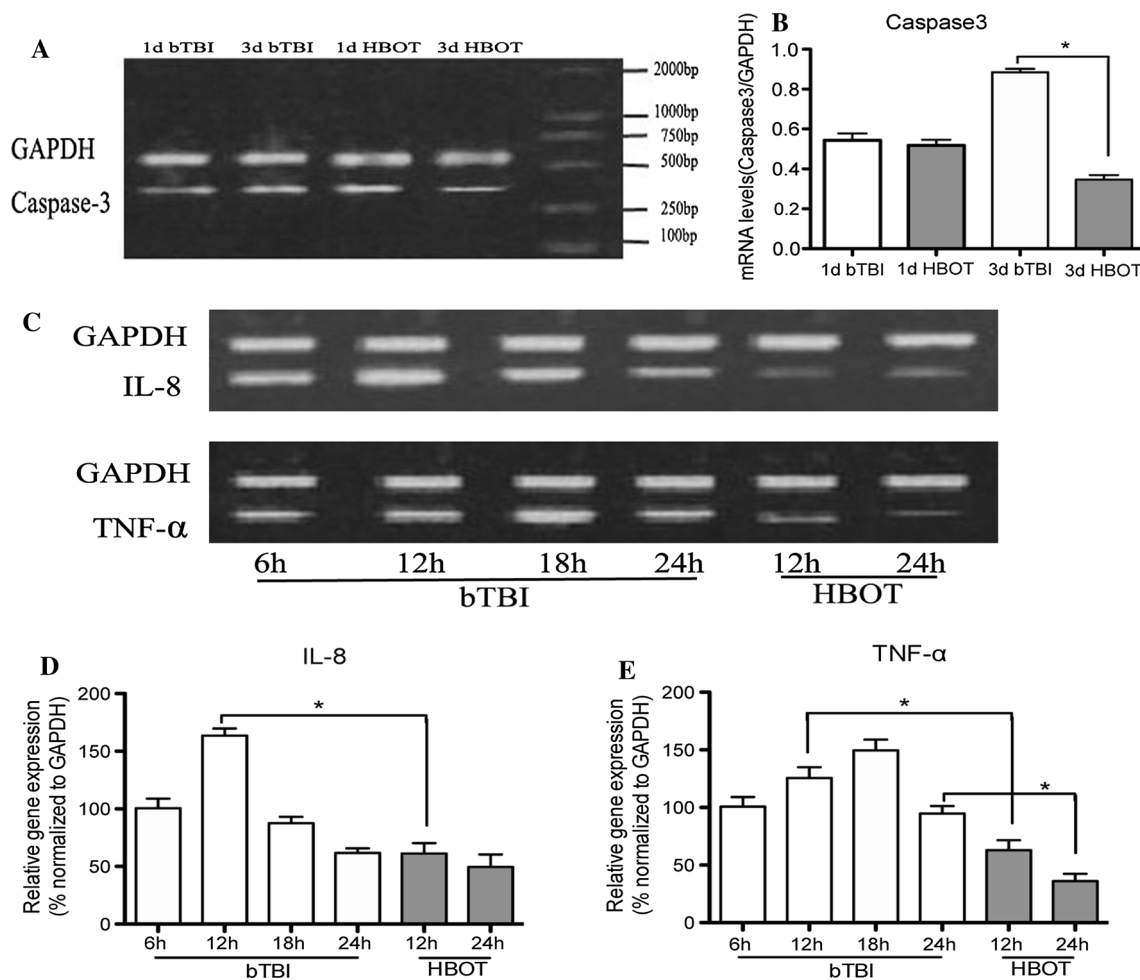 A
1d bTBI 3d bTBI 1d HBOT 3d HBOT
GAPDH
Caspase-3
2000bp
1000bp
750bp
500bp
250bp
100bp
B
Caspase3
mRNA levels(Caspase3/GAPDH)
1.0
0.8
0.6
0.4
0.2
0.0
*
1d bTBI 1d HBOT 3d bTBI 3d HBOT
C
GAPDH
IL-8
GAPDH
TNF-α
6h 12h 18h 24h 12h 24h
bTBI HBOT
D
IL-8
Relative gene expression
(% normalized to GAPDH)
200
150
100
50
0
*
6h 12h 18h 24h 12h 24h
bTBI HBOT
E
TNF-α
Relative gene expression
(% normalized to GAPDH)
200
150
100
50
0
*
*
6h 12h 18h 24h 12h 24h
bTBI HBOT